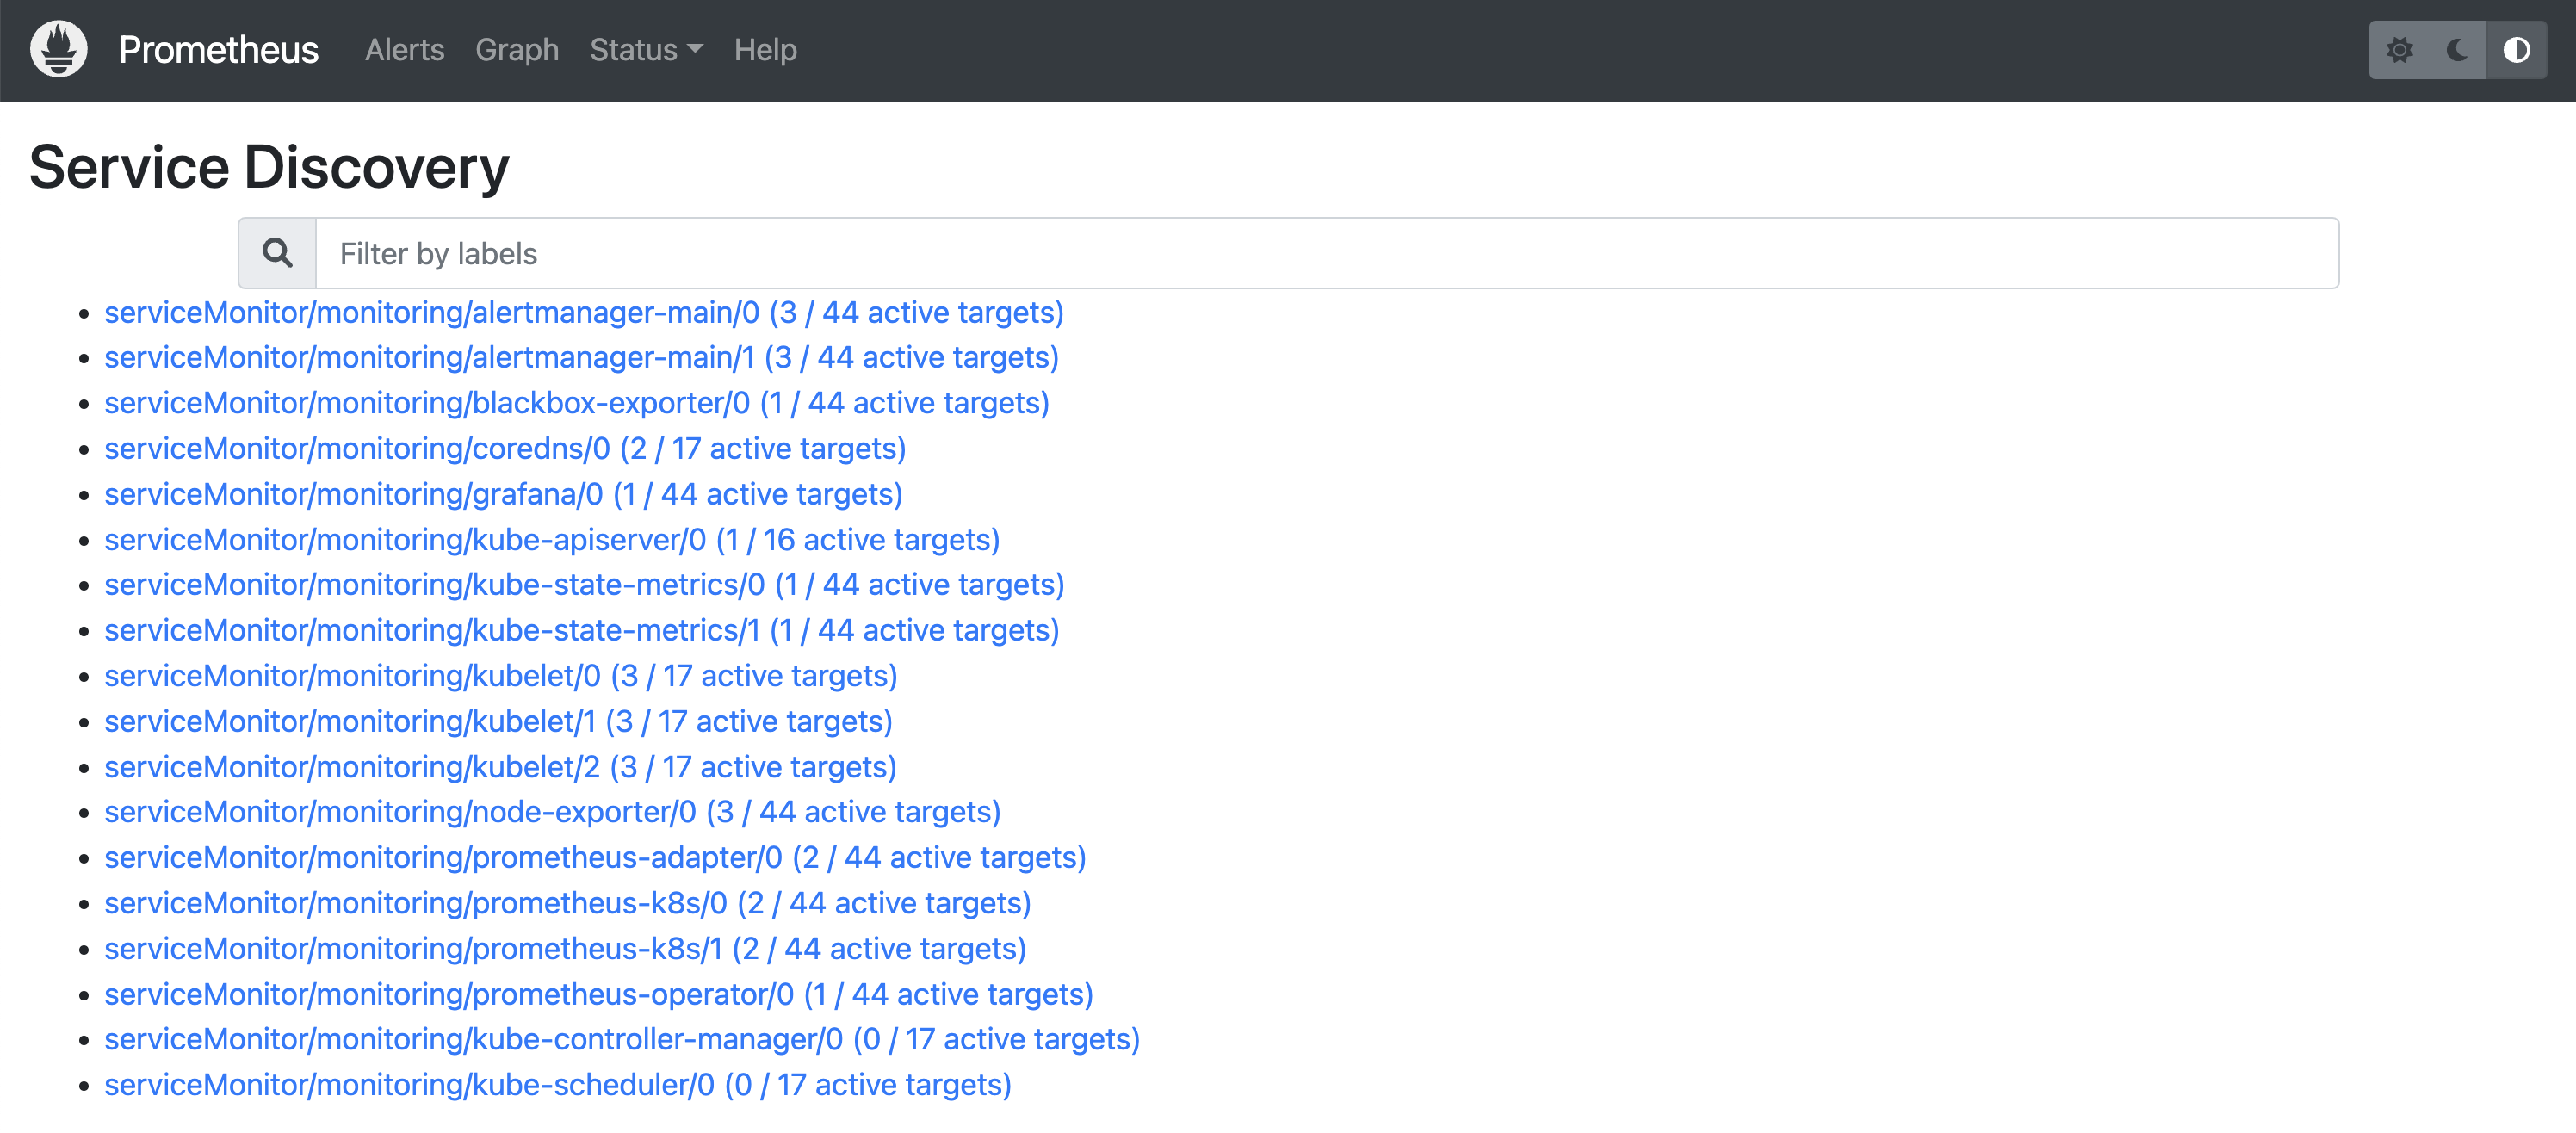 Prometheus Alerts Graph Status Help
Service Discovery
Filter by labels
serviceMonitor/monitoring/alertmanager-main/0 (3 / 44 active targets)
serviceMonitor/monitoring/alertmanager-main/1 (3 / 44 active targets)
serviceMonitor/monitoring/blackbox-exporter/0 (1 / 44 active targets)
serviceMonitor/monitoring/coredns/0 (2 / 17 active targets)
serviceMonitor/monitoring/grafana/0 (1 / 44 active targets)
serviceMonitor/monitoring/kube-apiserver/0 (1 / 16 active targets)
serviceMonitor/monitoring/kube-state-metrics/0 (1 / 44 active targets)
serviceMonitor/monitoring/kube-state-metrics/1 (1 / 44 active targets)
serviceMonitor/monitoring/kubelet/0 (3 / 17 active targets)
serviceMonitor/monitoring/kubelet/1 (3 / 17 active targets)
serviceMonitor/monitoring/kubelet/2 (3 / 17 active targets)
serviceMonitor/monitoring/node-exporter/0 (3 / 44 active targets)
serviceMonitor/monitoring/prometheus-adapter/0 (2 / 44 active targets)
serviceMonitor/monitoring/prometheus-k8s/0 (2 / 44 active targets)
serviceMonitor/monitoring/prometheus-k8s/1 (2 / 44 active targets)
serviceMonitor/monitoring/prometheus-operator/0 (1 / 44 active targets)
serviceMonitor/monitoring/kube-controller-manager/0 (0 / 17 active targets)
serviceMonitor/monitoring/kube-scheduler/0 (0 / 17 active targets)